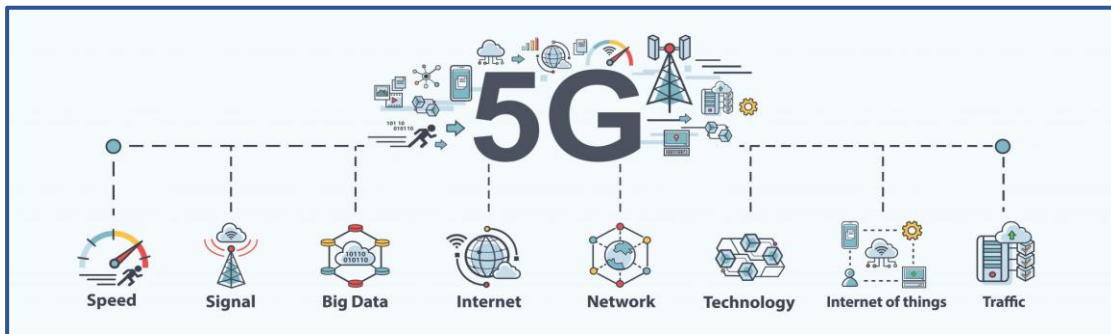 5G
101 10
010110
10110
010110
Speed
Signal
Big Data
Internet
Network
Technology
Internet of things
Traffic